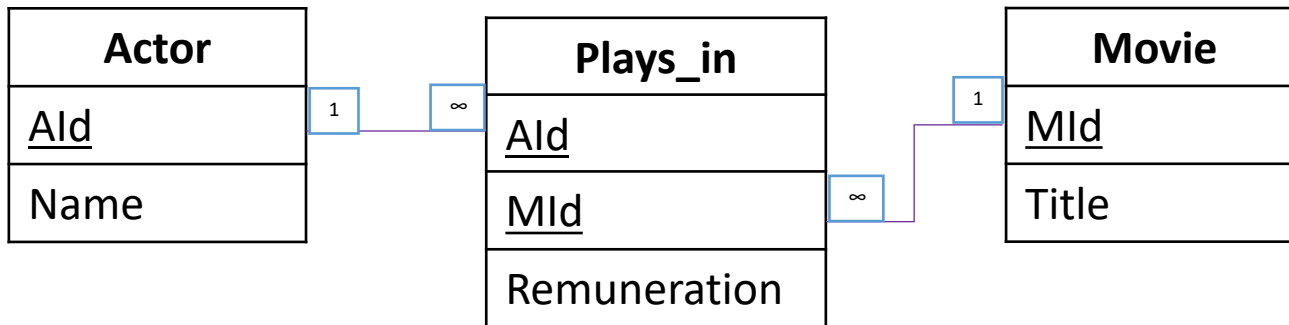 Actor
AId
Name
1
∞
Plays_in
AId
MId
Remuneration
∞
1
Movie
MId
Title